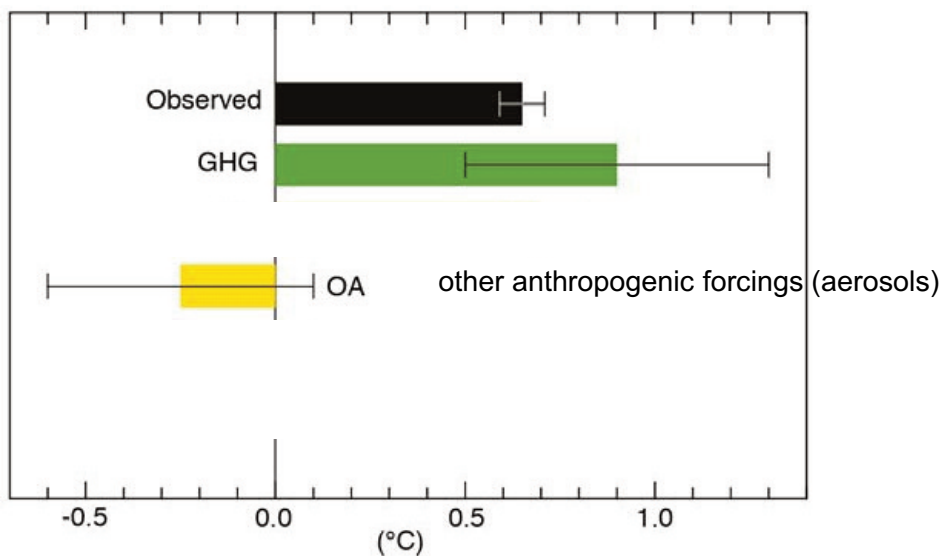 Observed
GHG
OA
other anthropogenic forcings (aerosols)
-0.5 0.0 0.5 1.0
(°C)